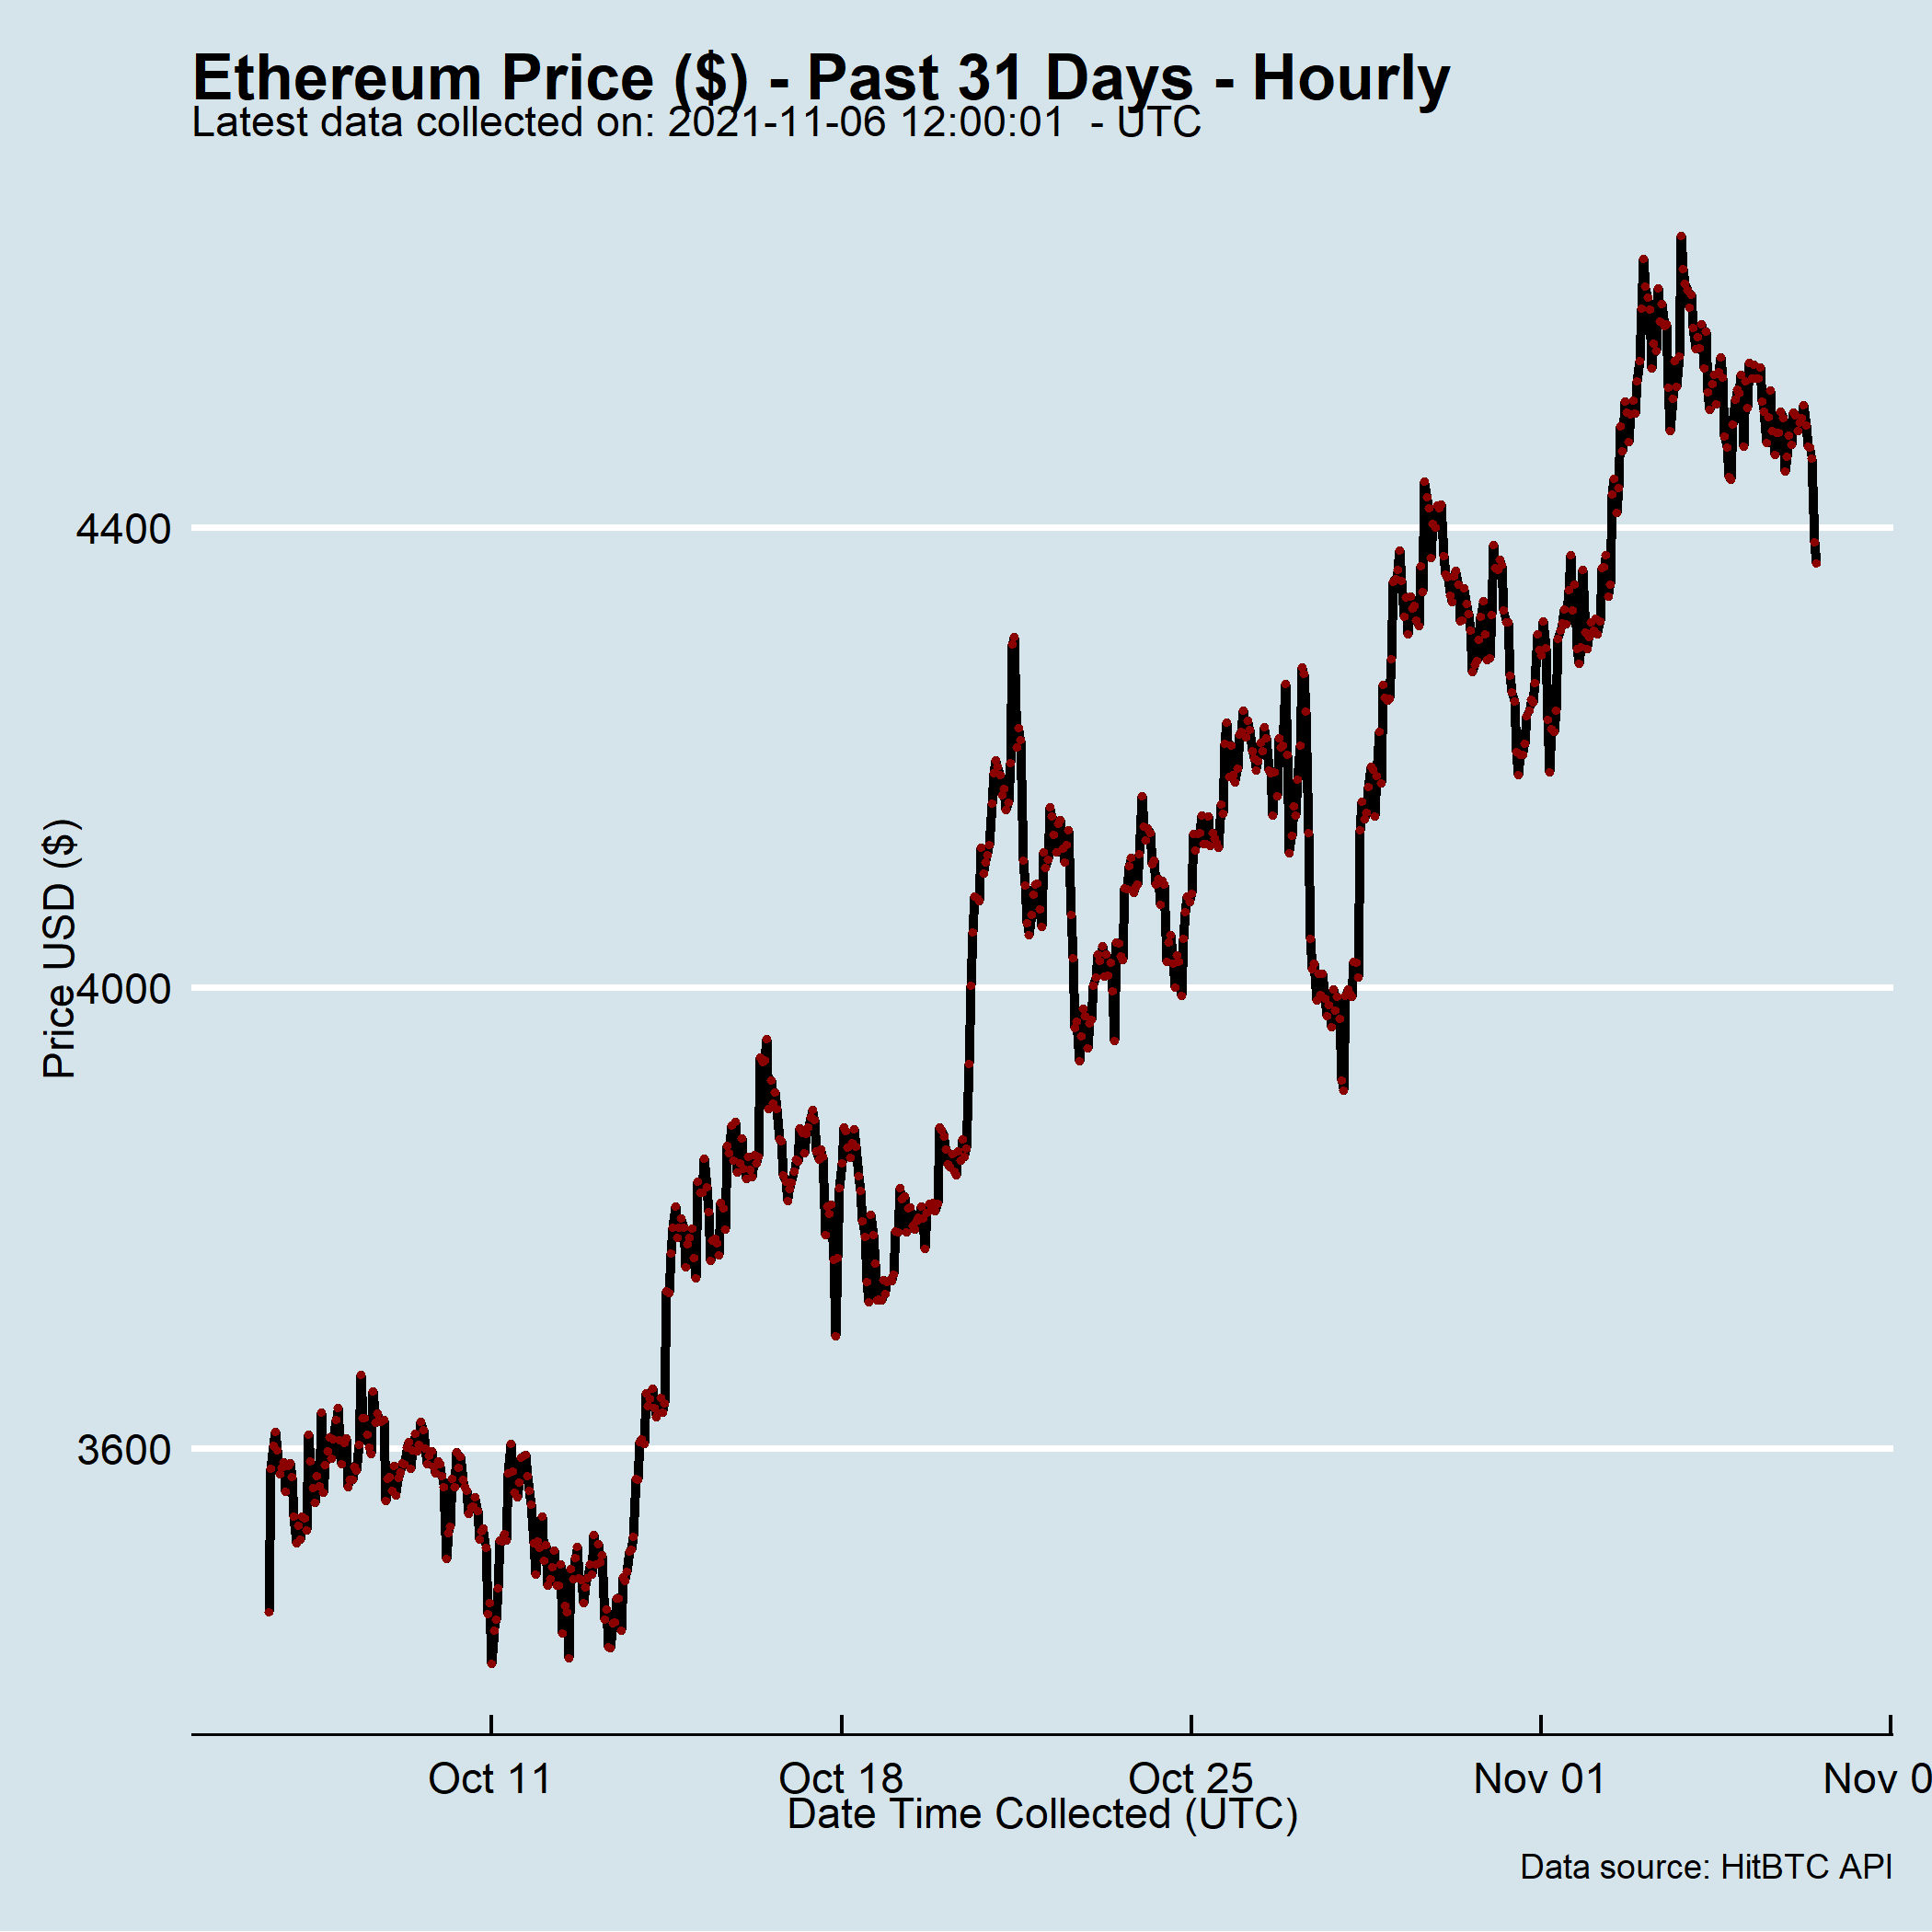 Ethereum Price ($) - Past 31 Days - Hourly
Latest data collected on: 2021-11-06 12:00:01  - UTC
Price USD ($)
4400
4000
3600
Oct 11
Oct 18
Oct 25
Nov 01
Nov 0
Date Time Collected (UTC)
Data source: HitBTC API